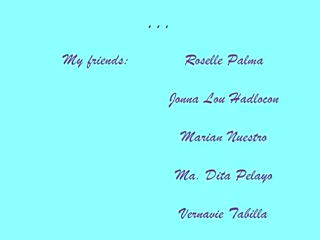 , , ,
My friends: Roselle Palma
Jonna Lou Hadlocon
Marian Nuestro
Ma. Dita Pelayo
Vernavie Tabilla